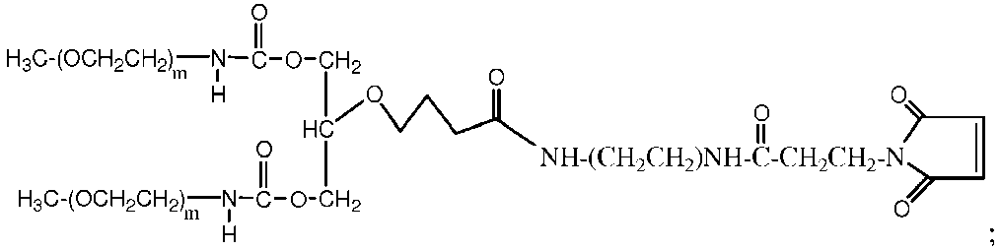 O O
H₃C-(OCH₂CH₂)ₘ N C O CH₂
H O O O
HC O
O NH-(CH₂CH₂)NH-C-CH₂CH₂-N
H₃C-(OCH₂CH₂)ₘ N C O CH₂ O
H ;